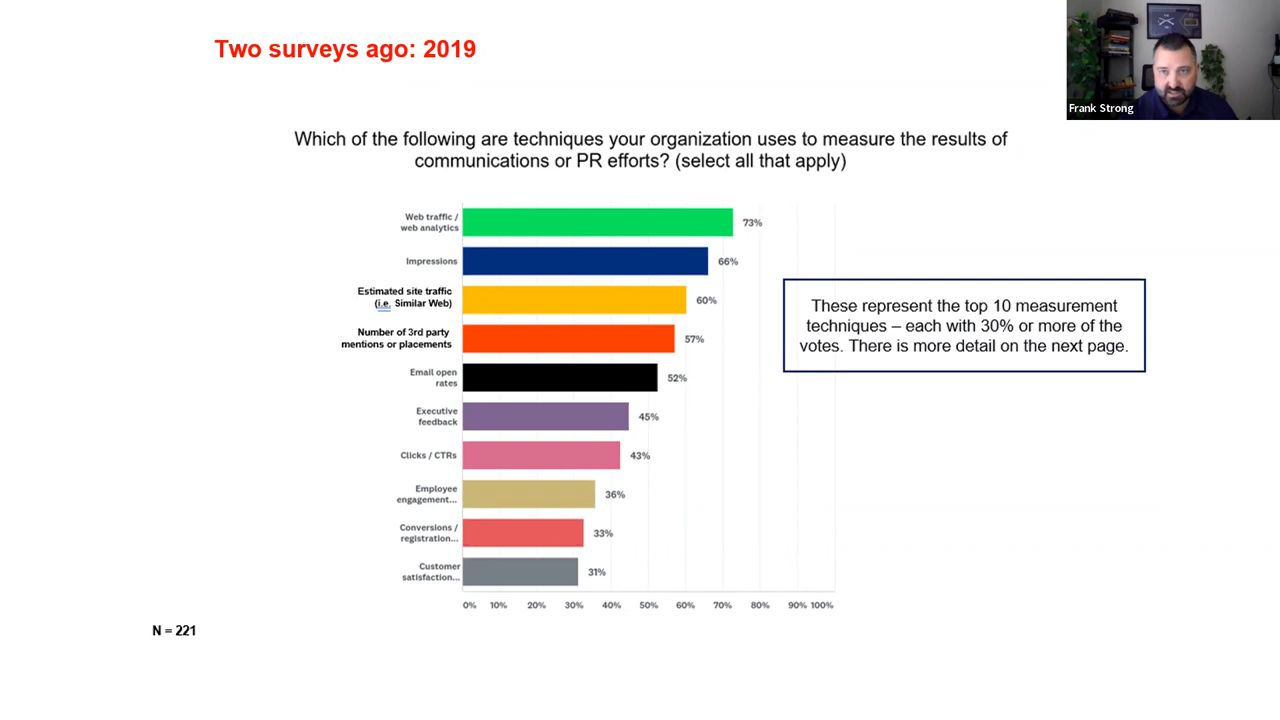 Two surveys ago: 2019
Frank Strong
Which of the following are techniques your organization uses to measure the results of
communications or PR efforts? (select all that apply)
Web traffic /
web analytics
73%
Impressions
66%
Estimated site traffic
(i.e. Similar Web)
60%
Number of 3rd party
mentions or placements
57%
Email open
rates
52%
Executive
feedback
45%
Clicks / CTRs
43%
Employee
engagement...
36%
Conversions /
registration...
33%
Customer
satisfaction...
31%
0% 10% 20% 30% 40% 50% 60% 70% 80% 90% 100%
These represent the top 10 measurement
techniques – each with 30% or more of the
votes. There is more detail on the next page.
N = 221